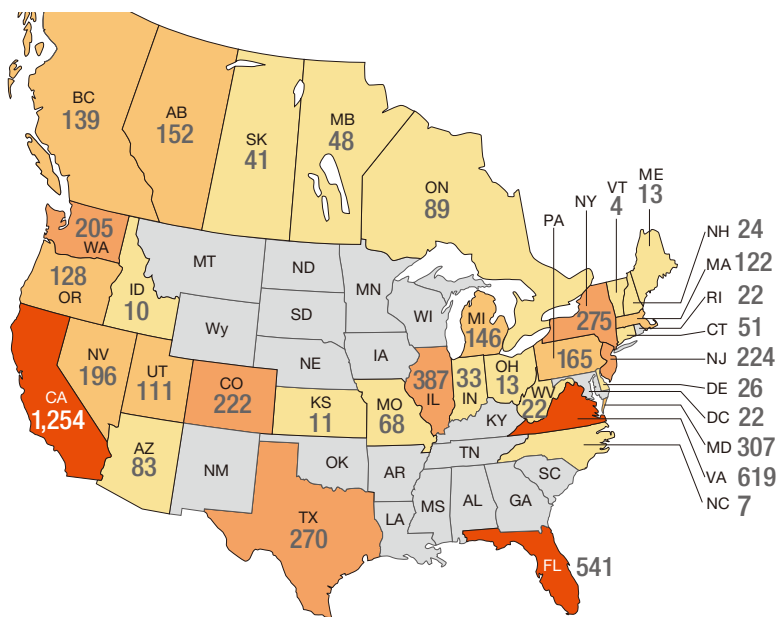 BC
139
AB
152
SK
41
MB
48
ON
89
PA
NY
VT
4
ME
13
NH 24
MA 122
RI 22
CT 51
NJ 224
DE 26
DC 22
MD 307
VA 619
NC 7
205
WA
128
OR
ID
10
MT
ND
MN
WI
MI
146
275
165
Wy
SD
NE
IA
CA
1,254
NV
196
UT
111
CO
222
KS
11
MO
68
387
IL
33
IN
OH
13
WV
22
KY
AZ
83
NM
OK
AR
TN
SC
MS
AL
GA
LA
TX
270
FL 541